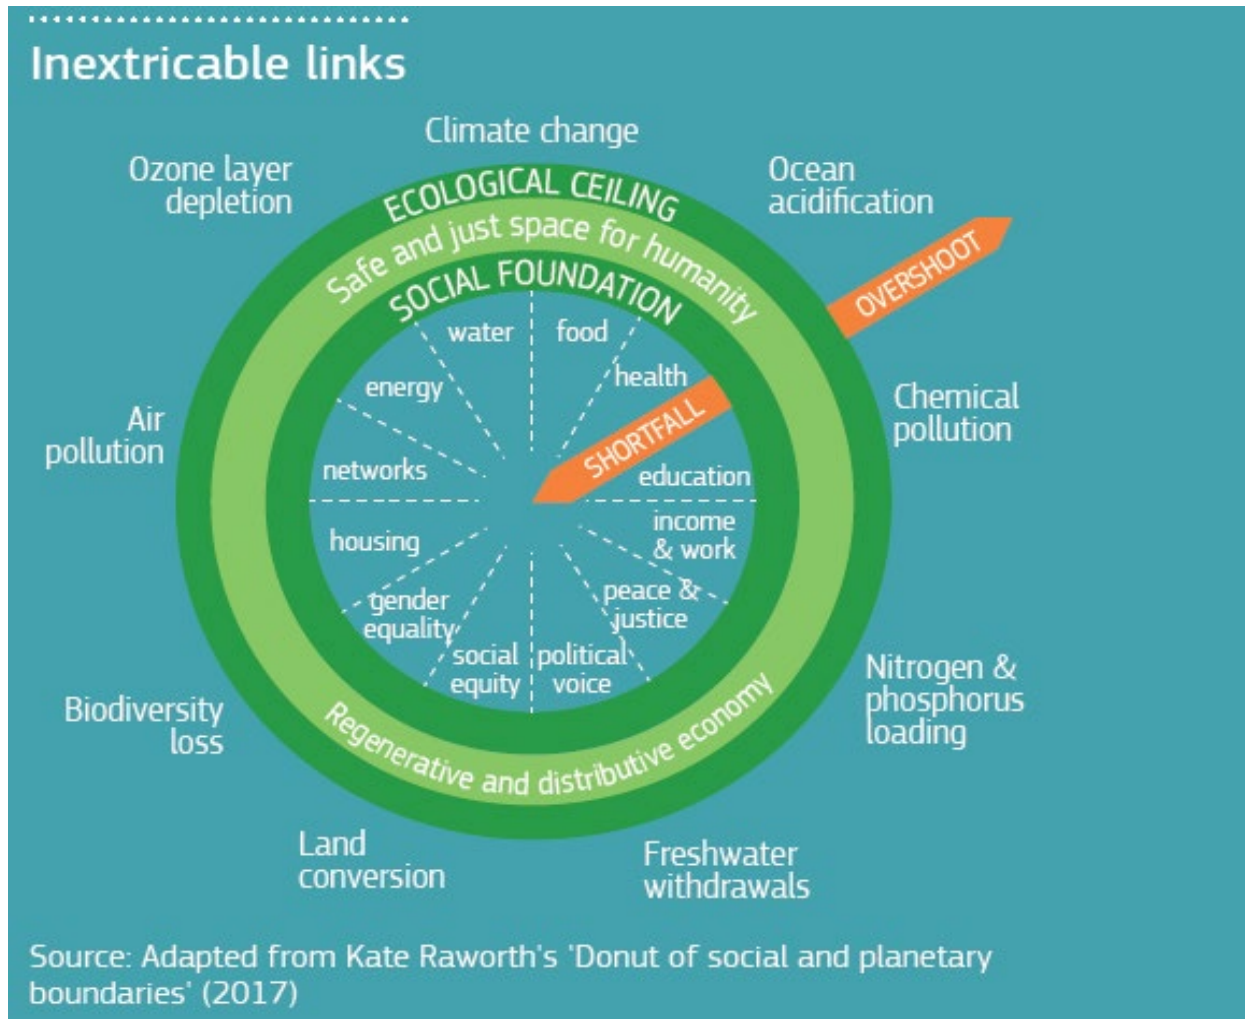 Inextricable links
Climate change
Ozone layer
depletion
Ocean
acidification
ECOLOGICAL CEILING
Safe and just space for humanity
SOCIAL FOUNDATION
OVERSHOOT
water
food
energy
health
SHORTFALL
Air
pollution
Chemical
pollution
networks
education
housing
income
& work
gender
equality
peace &
justice
social
equity
political
voice
Biodiversity
loss
Nitrogen &
phosphorus
loading
Regenerative and distributive economy
Land
conversion
Freshwater
withdrawals
Source: Adapted from Kate Raworth's 'Donut of social and planetary
boundaries' (2017)